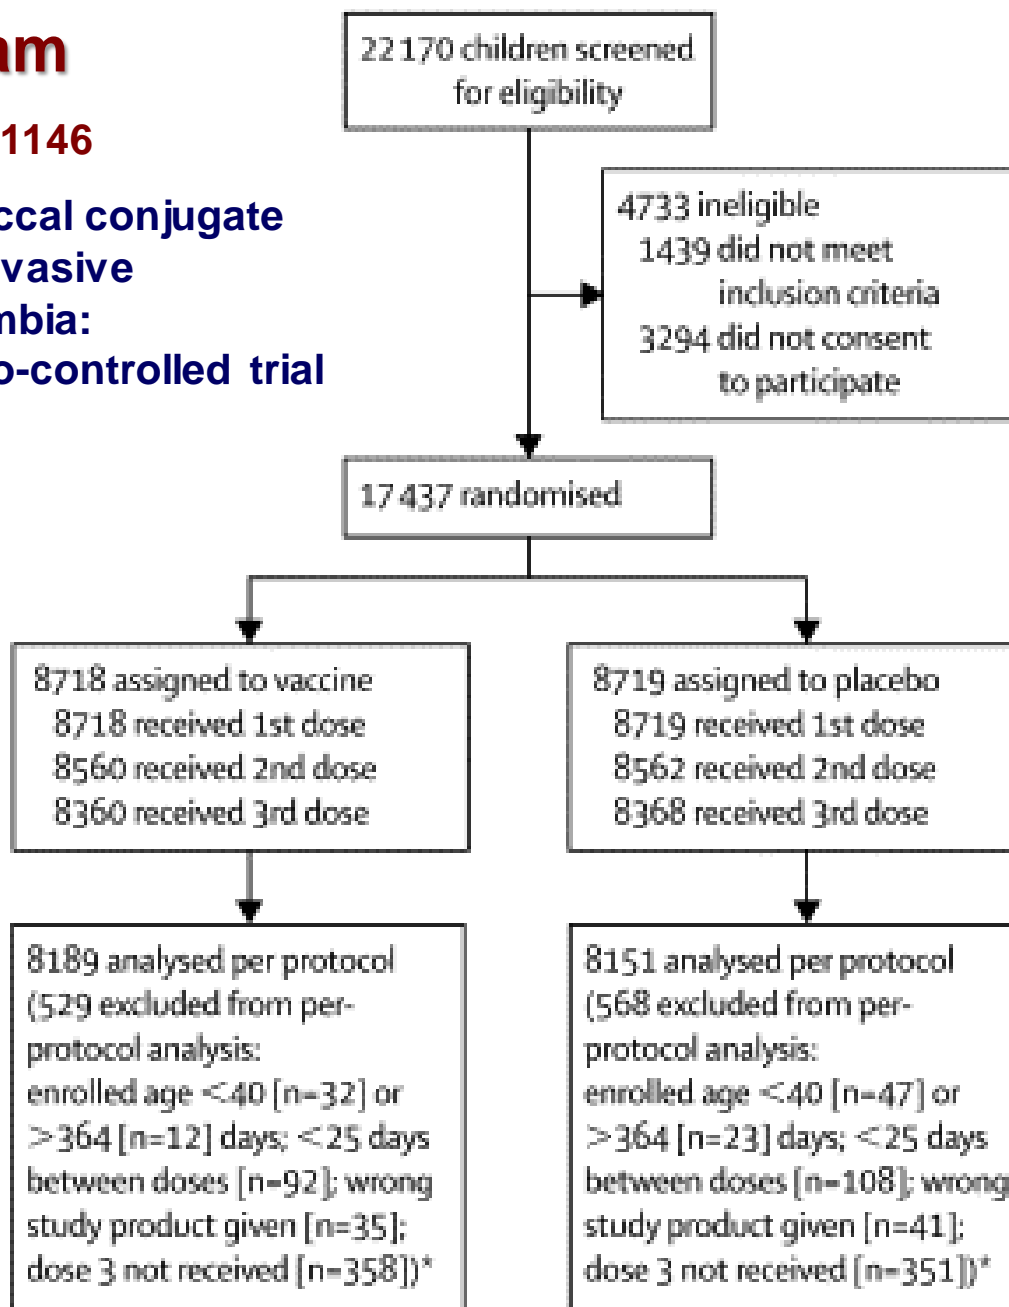 am
1146
ccal conjugate
vasive
mbia:
o-controlled trial
22 170 children screened
for eligibility
4733 ineligible
1439 did not meet
inclusion criteria
3294 did not consent
to participate
17 437 randomised
8718 assigned to vaccine
8718 received 1st dose
8560 received 2nd dose
8360 received 3rd dose
8719 assigned to placebo
8719 received 1st dose
8562 received 2nd dose
8368 received 3rd dose
8189 analysed per protocol
(529 excluded from per-
protocol analysis:
enrolled age <40 [n=32] or
>364 [n=12] days; <25 days
between doses [n=92]; wrong
study product given [n=35];
dose 3 not received [n=358])*
8151 analysed per protocol
(568 excluded from per-
protocol analysis:
enrolled age <40 [n=47] or
>364 [n=23] days; <25 days
between doses [n=108]; wrong
study product given [n=41];
dose 3 not received [n=351])*